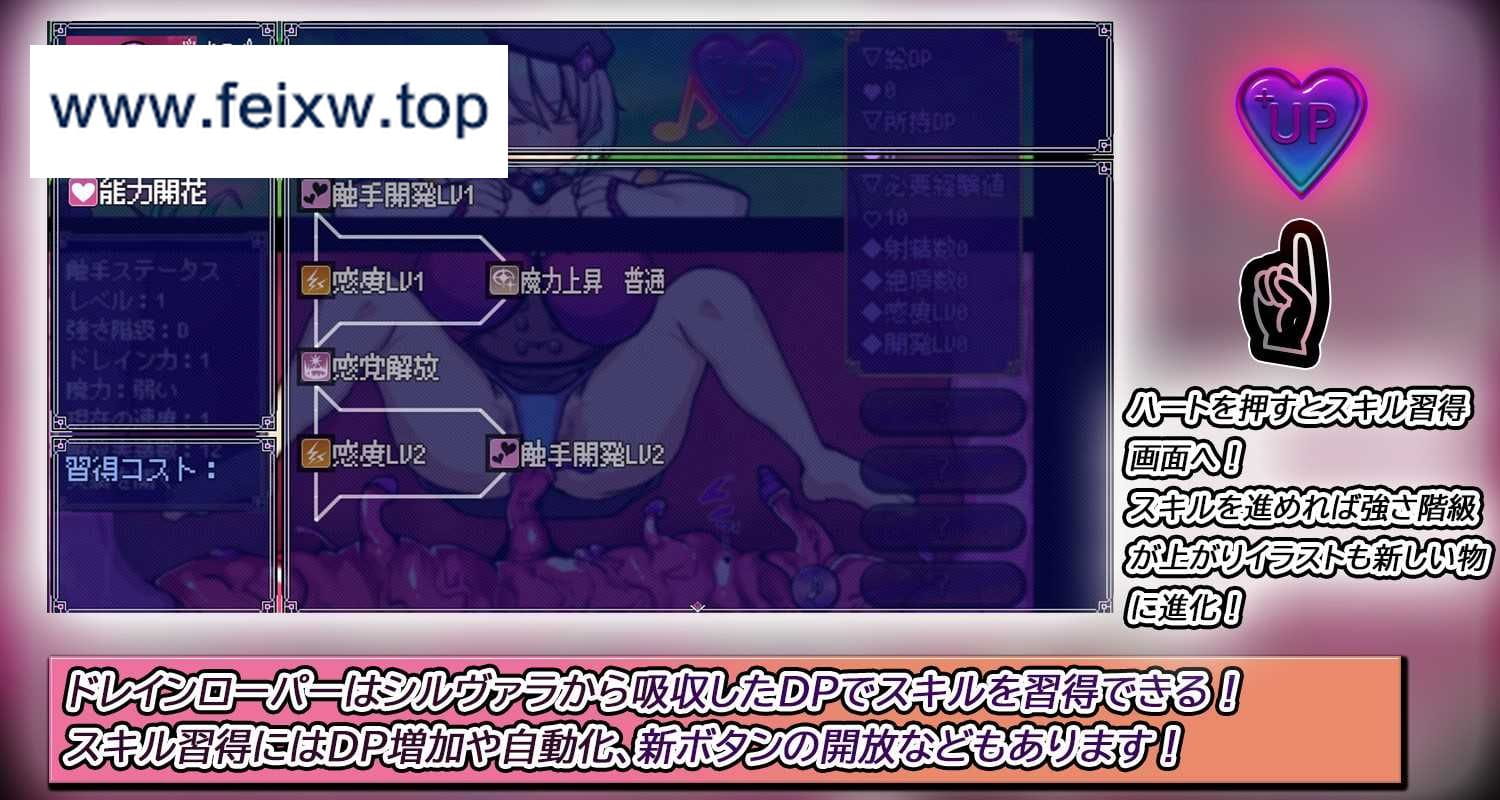 www.feixw.top
能力開花
触手ステータス
レベル：1
強さ階級：D
ドレイン力：1
魔力：弱い
現在の速度：1
習得コスト：
触手開発LV1
感度LV1
魔力上昇 普通
感覚解放
感度LV2
触手開発LV2
▽総DP
♥0
▽所持DP
▽必要経験値
♡10
◆射精数0
◆絶頂数0
◆感度LV0
◆開発LV0
+UP
ハートを押すとスキル習得
画面へ！
スキルを進めれば強さ階級
が上がりイラストも新しい物
に進化！
ドレインローパーはシルヴァラから吸収したDPでスキルを習得できる！
スキル習得にはDP増加や自動化、新ボタンの開放などもあります！